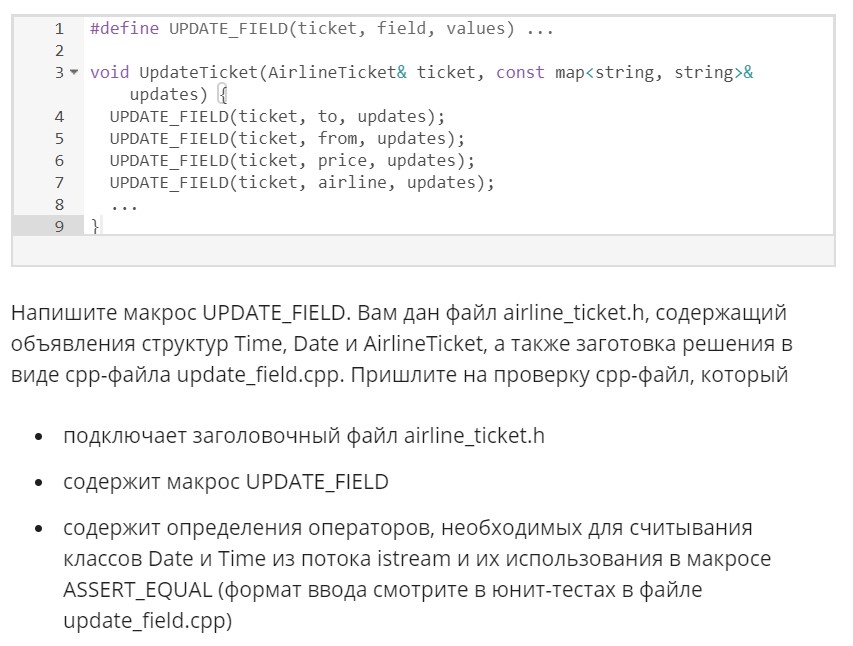 1 #define UPDATE_FIELD(ticket, field, values) ...
2
3 void UpdateTicket(AirlineTicket& ticket, const map<string, string>&
updates) {
4 UPDATE_FIELD(ticket, to, updates);
5 UPDATE_FIELD(ticket, from, updates);
6 UPDATE_FIELD(ticket, price, updates);
7 UPDATE_FIELD(ticket, airline, updates);
8 ...
9 }
Напишите макрос UPDATE_FIELD. Вам дан файл airline_ticket.h, содержащий
объявления структур Time, Date и AirlineTicket, а также заготовка решения в
виде cpp-файла update_field.cpp. Пришлите на проверку cpp-файл, который
• подключает заголовочный файл airline_ticket.h
• содержит макрос UPDATE_FIELD
• содержит определения операторов, необходимых для считывания
классов Date и Time из потока istream и их использования в макросе
ASSERT_EQUAL (формат ввода смотрите в юнит-тестах в файле
update_field.cpp)